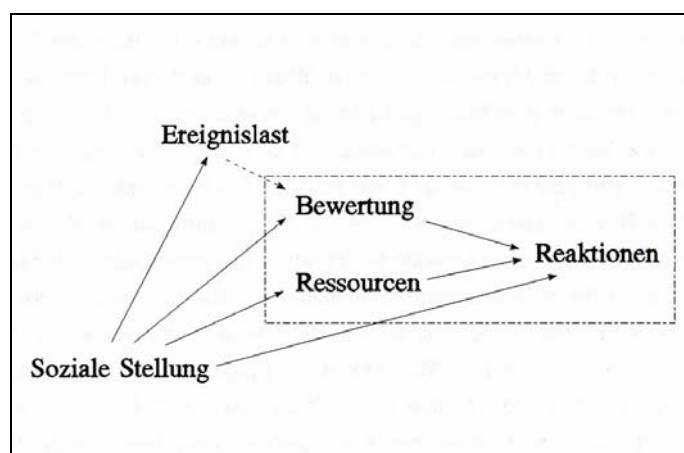 Ereignislast
Bewertung
Reaktionen
Ressourcen
Soziale Stellung